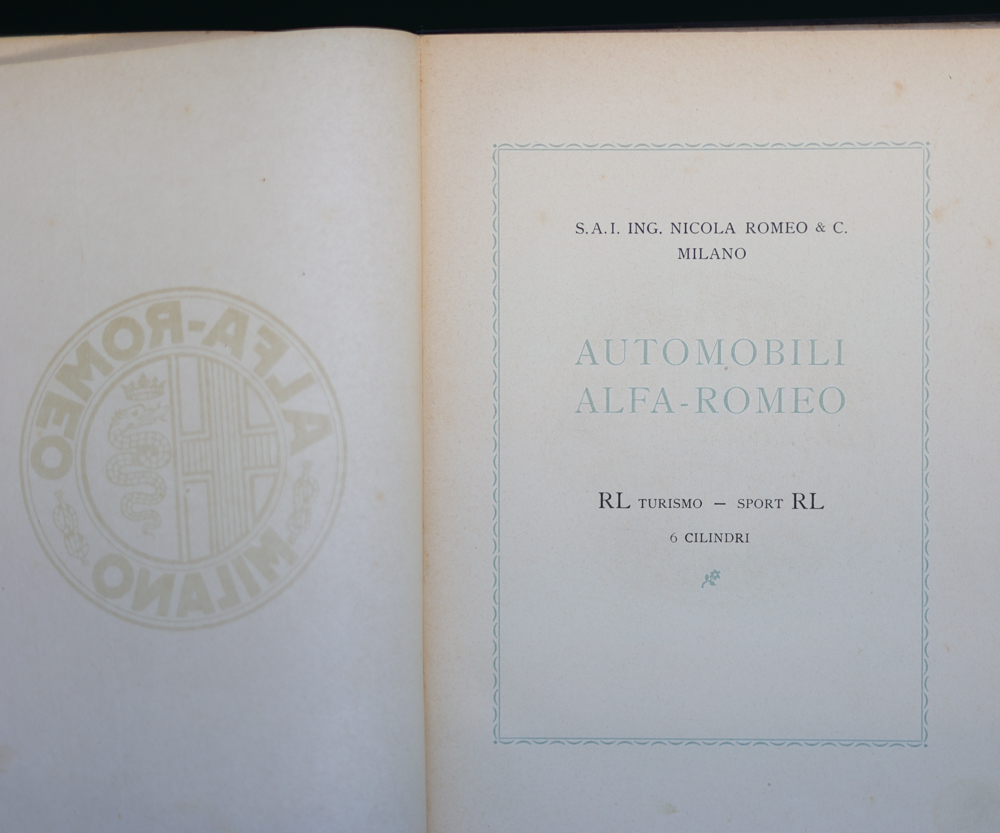 ALFA-ROMEO
MILANO
S.A.I. ING. NICOLA ROMEO & C.
MILANO
AUTOMOBILI
ALFA-ROMEO
RL TURISMO — SPORT RL
6 CILINDRI